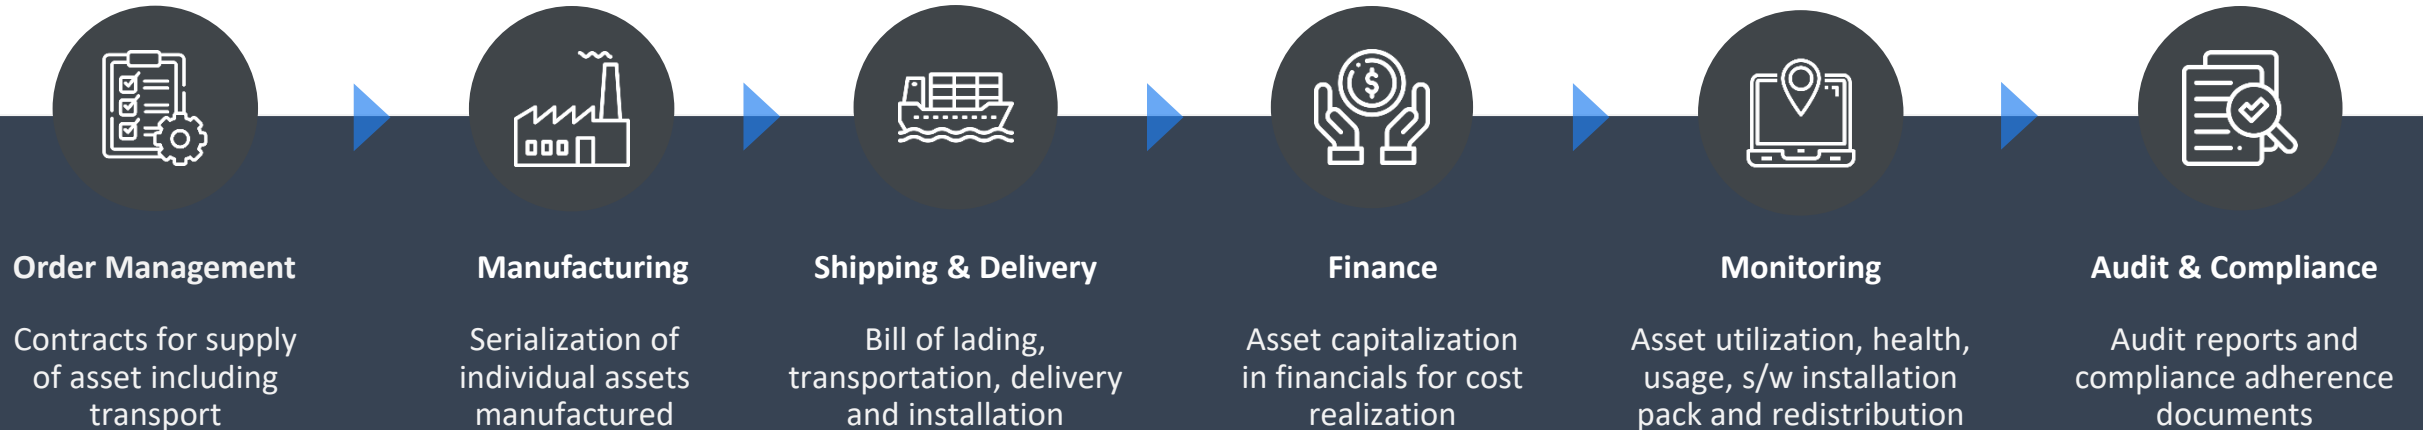 Order Management
Contracts for supply
of asset including
transport
Manufacturing
Serialization of
individual assets
manufactured
Shipping & Delivery
Bill of lading,
transportation, delivery
and installation
Finance
Asset capitalization
in financials for cost
realization
Monitoring
Asset utilization, health,
usage, s/w installation
pack and redistribution
Audit & Compliance
Audit reports and
compliance adherence
documents